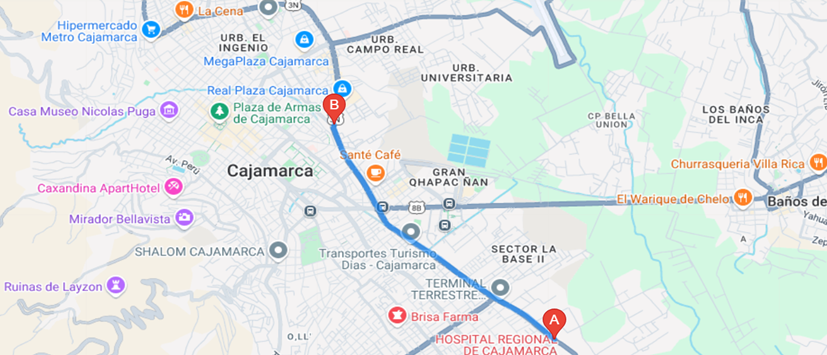 3N
La Cena
Hipermercado
Metro Cajamarca
URB. EL
INGENIO
URB.
CAMPO REAL
MegaPlaza Cajamarca
URB.
UNIVERSITARIA
Real Plaza Cajamarca
B
Casa Museo Nicolas Puga
Plaza de Armas
de Cajamarca
CP BELLA
UNION
LOS BAÑOS
DEL INCA
Santé Café
Av. Perú
Cajamarca
GRAN
QHAPAC ÑAN
Churrasquería Villa Rica
Caxandina ApartHotel
El Warique de Chelo
Baños de
8B
Mirador Bellavista
A
SHALOM CAJAMARCA
Transportes Turismo
Dias - Cajamarca
SECTOR LA
BASE II
Zep
Ruinas de Layzon
TERMINAL
TERRESTRE...
Brisa Farma
A
O,LL'
HOSPITAL REGIONAL
DE CAJAMARCA